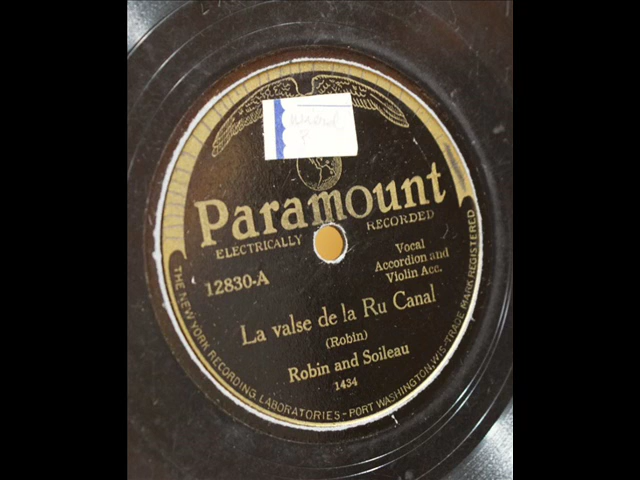 Paramount
ELECTRICALLY RECORDED
12830-A
Vocal
Accordion and
Violin Acc.
La valse de la Ru Canal
(Robin)
Robin and Soileau
1434
THE NEW YORK RECORDING LABORATORIES - PORT WASHINGTON, WIS - TRADE MARK REGISTERED